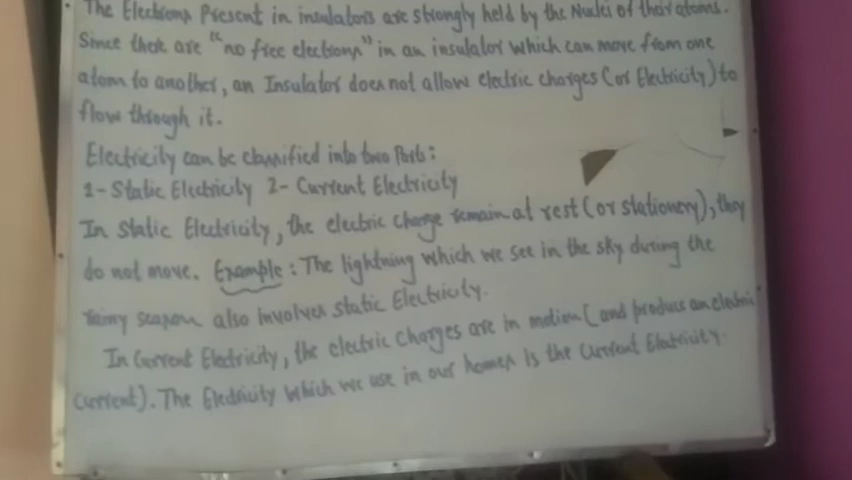 The Electrons Present in insulators are strongly held by the Nuclei of their atoms.
Since there are "no free electrons" in an insulator which can move from one
atom to another, an Insulator does not allow electric charges (or Electricity) to
flow through it.
Electricity can be classified into two Parts:
1- Static Electricity 2- Current Electricity
In Static Electricity, the electric charge remain at rest (or stationery), they
do not move. Example: The lightning which we see in the sky during the
rainy season also involves static Electricity.
In Current Electricity, the electric charges are in motion (and produce an electric
current). The Electricity which we use in our homes Is the Current Electricity.